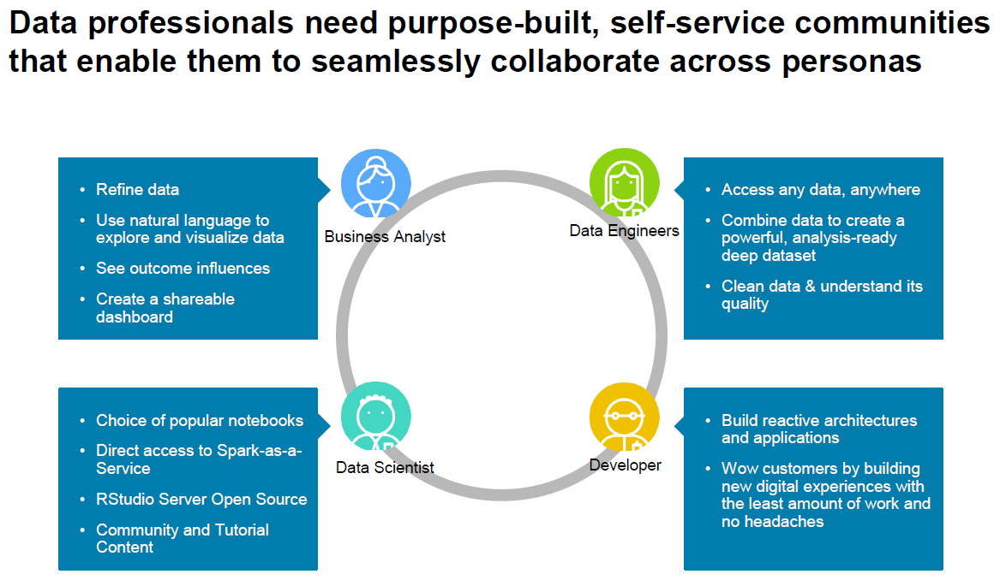 Data professionals need purpose-built, self-service communities
that enable them to seamlessly collaborate across personas
• Refine data
• Use natural language to
explore and visualize data
• See outcome influences
• Create a shareable
dashboard
Business Analyst
Data Engineers
• Access any data, anywhere
• Combine data to create a
powerful, analysis-ready
deep dataset
• Clean data & understand its
quality
• Choice of popular notebooks
• Direct access to Spark-as-a-
Service
• RStudio Server Open Source
• Community and Tutorial
Content
Data Scientist
Developer
• Build reactive architectures
and applications
• Wow customers by building
new digital experiences with
the least amount of work and
no headaches